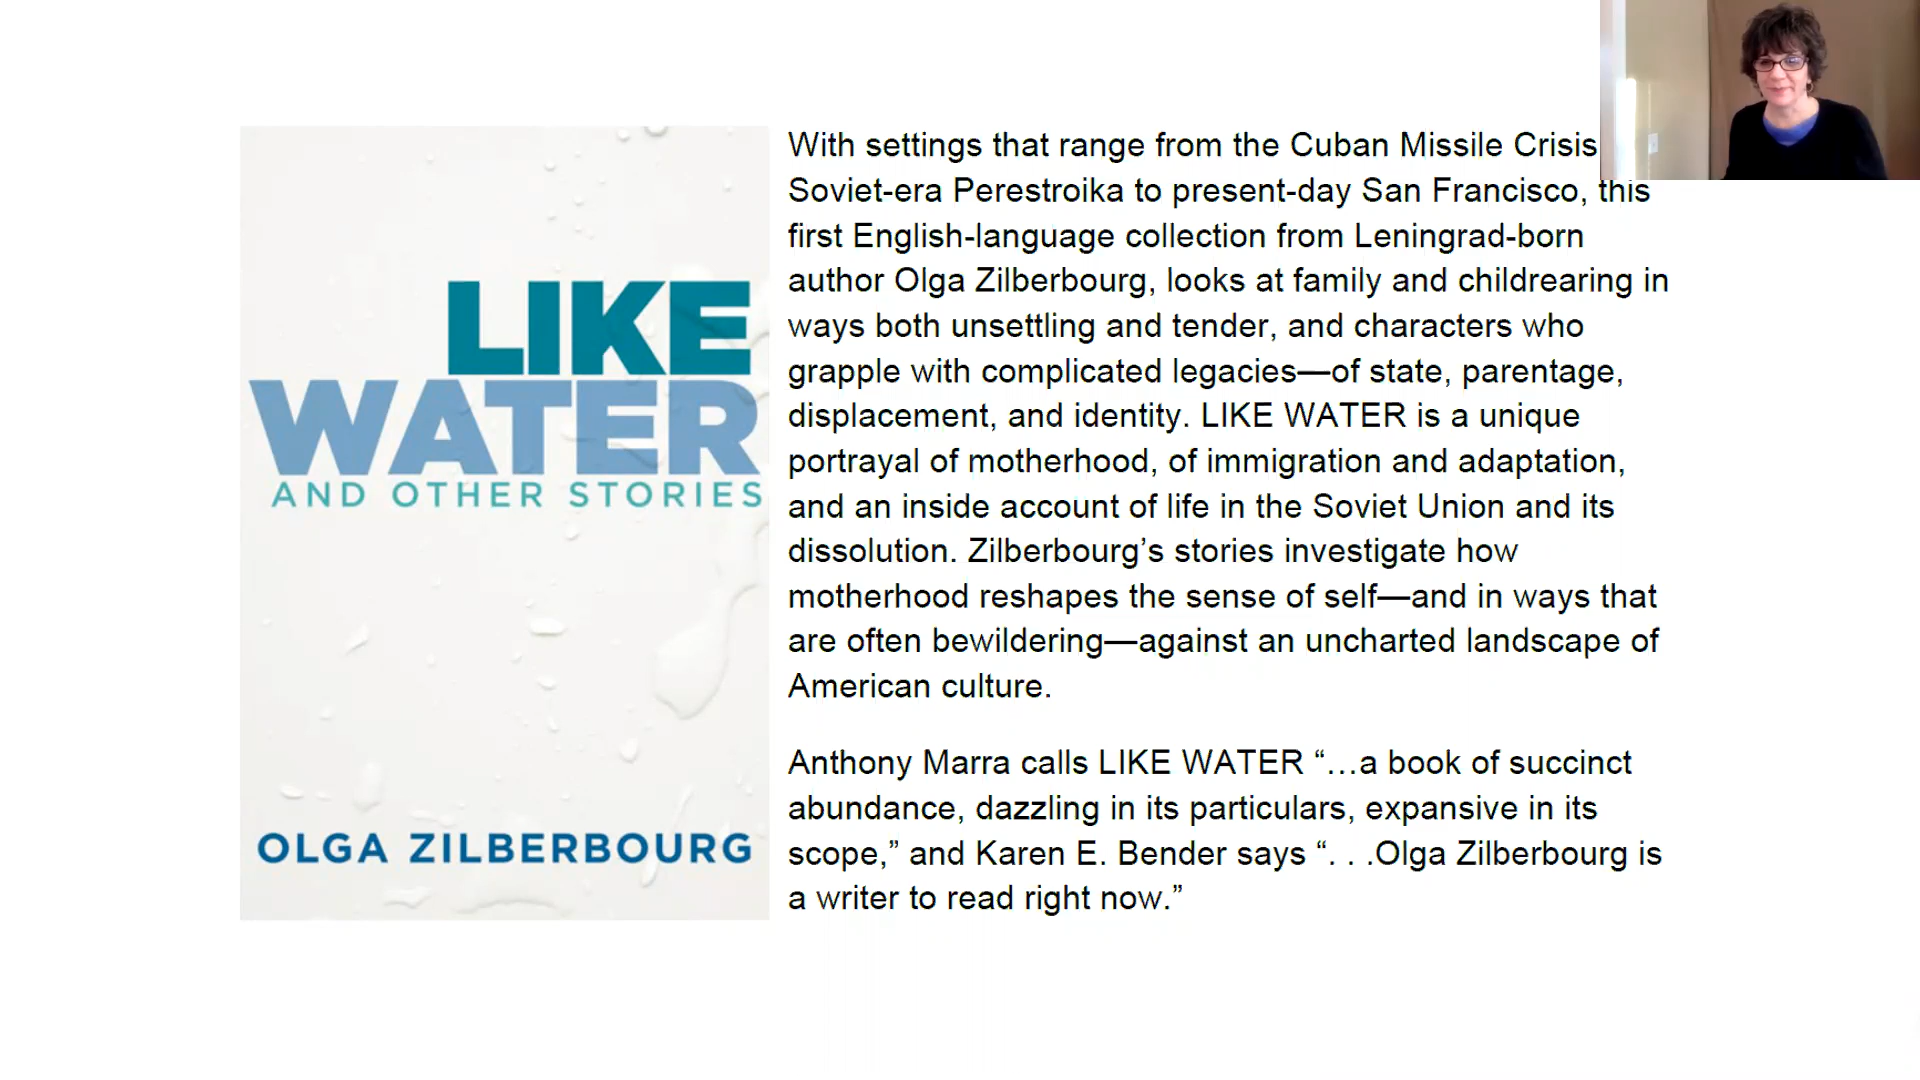 LIKE
WATER
AND OTHER STORIES
OLGA ZILBERBOURG
With settings that range from the Cuban Missile Crisis
Soviet-era Perestroika to present-day San Francisco, this
first English-language collection from Leningrad-born
author Olga Zilberbourg, looks at family and childrearing in
ways both unsettling and tender, and characters who
grapple with complicated legacies—of state, parentage,
displacement, and identity. LIKE WATER is a unique
portrayal of motherhood, of immigration and adaptation,
and an inside account of life in the Soviet Union and its
dissolution. Zilberbourg’s stories investigate how
motherhood reshapes the sense of self—and in ways that
are often bewildering—against an uncharted landscape of
American culture.
Anthony Marra calls LIKE WATER “…a book of succinct
abundance, dazzling in its particulars, expansive in its
scope,” and Karen E. Bender says “. . .Olga Zilberbourg is
a writer to read right now.”